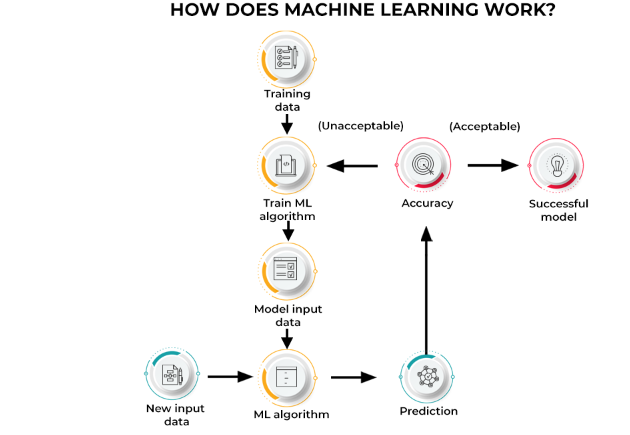 HOW DOES MACHINE LEARNING WORK?
Training
data
(Unacceptable)
(Acceptable)
Train ML
algorithm
Accuracy
Successful
model
Model input
data
New input
data
ML algorithm
Prediction